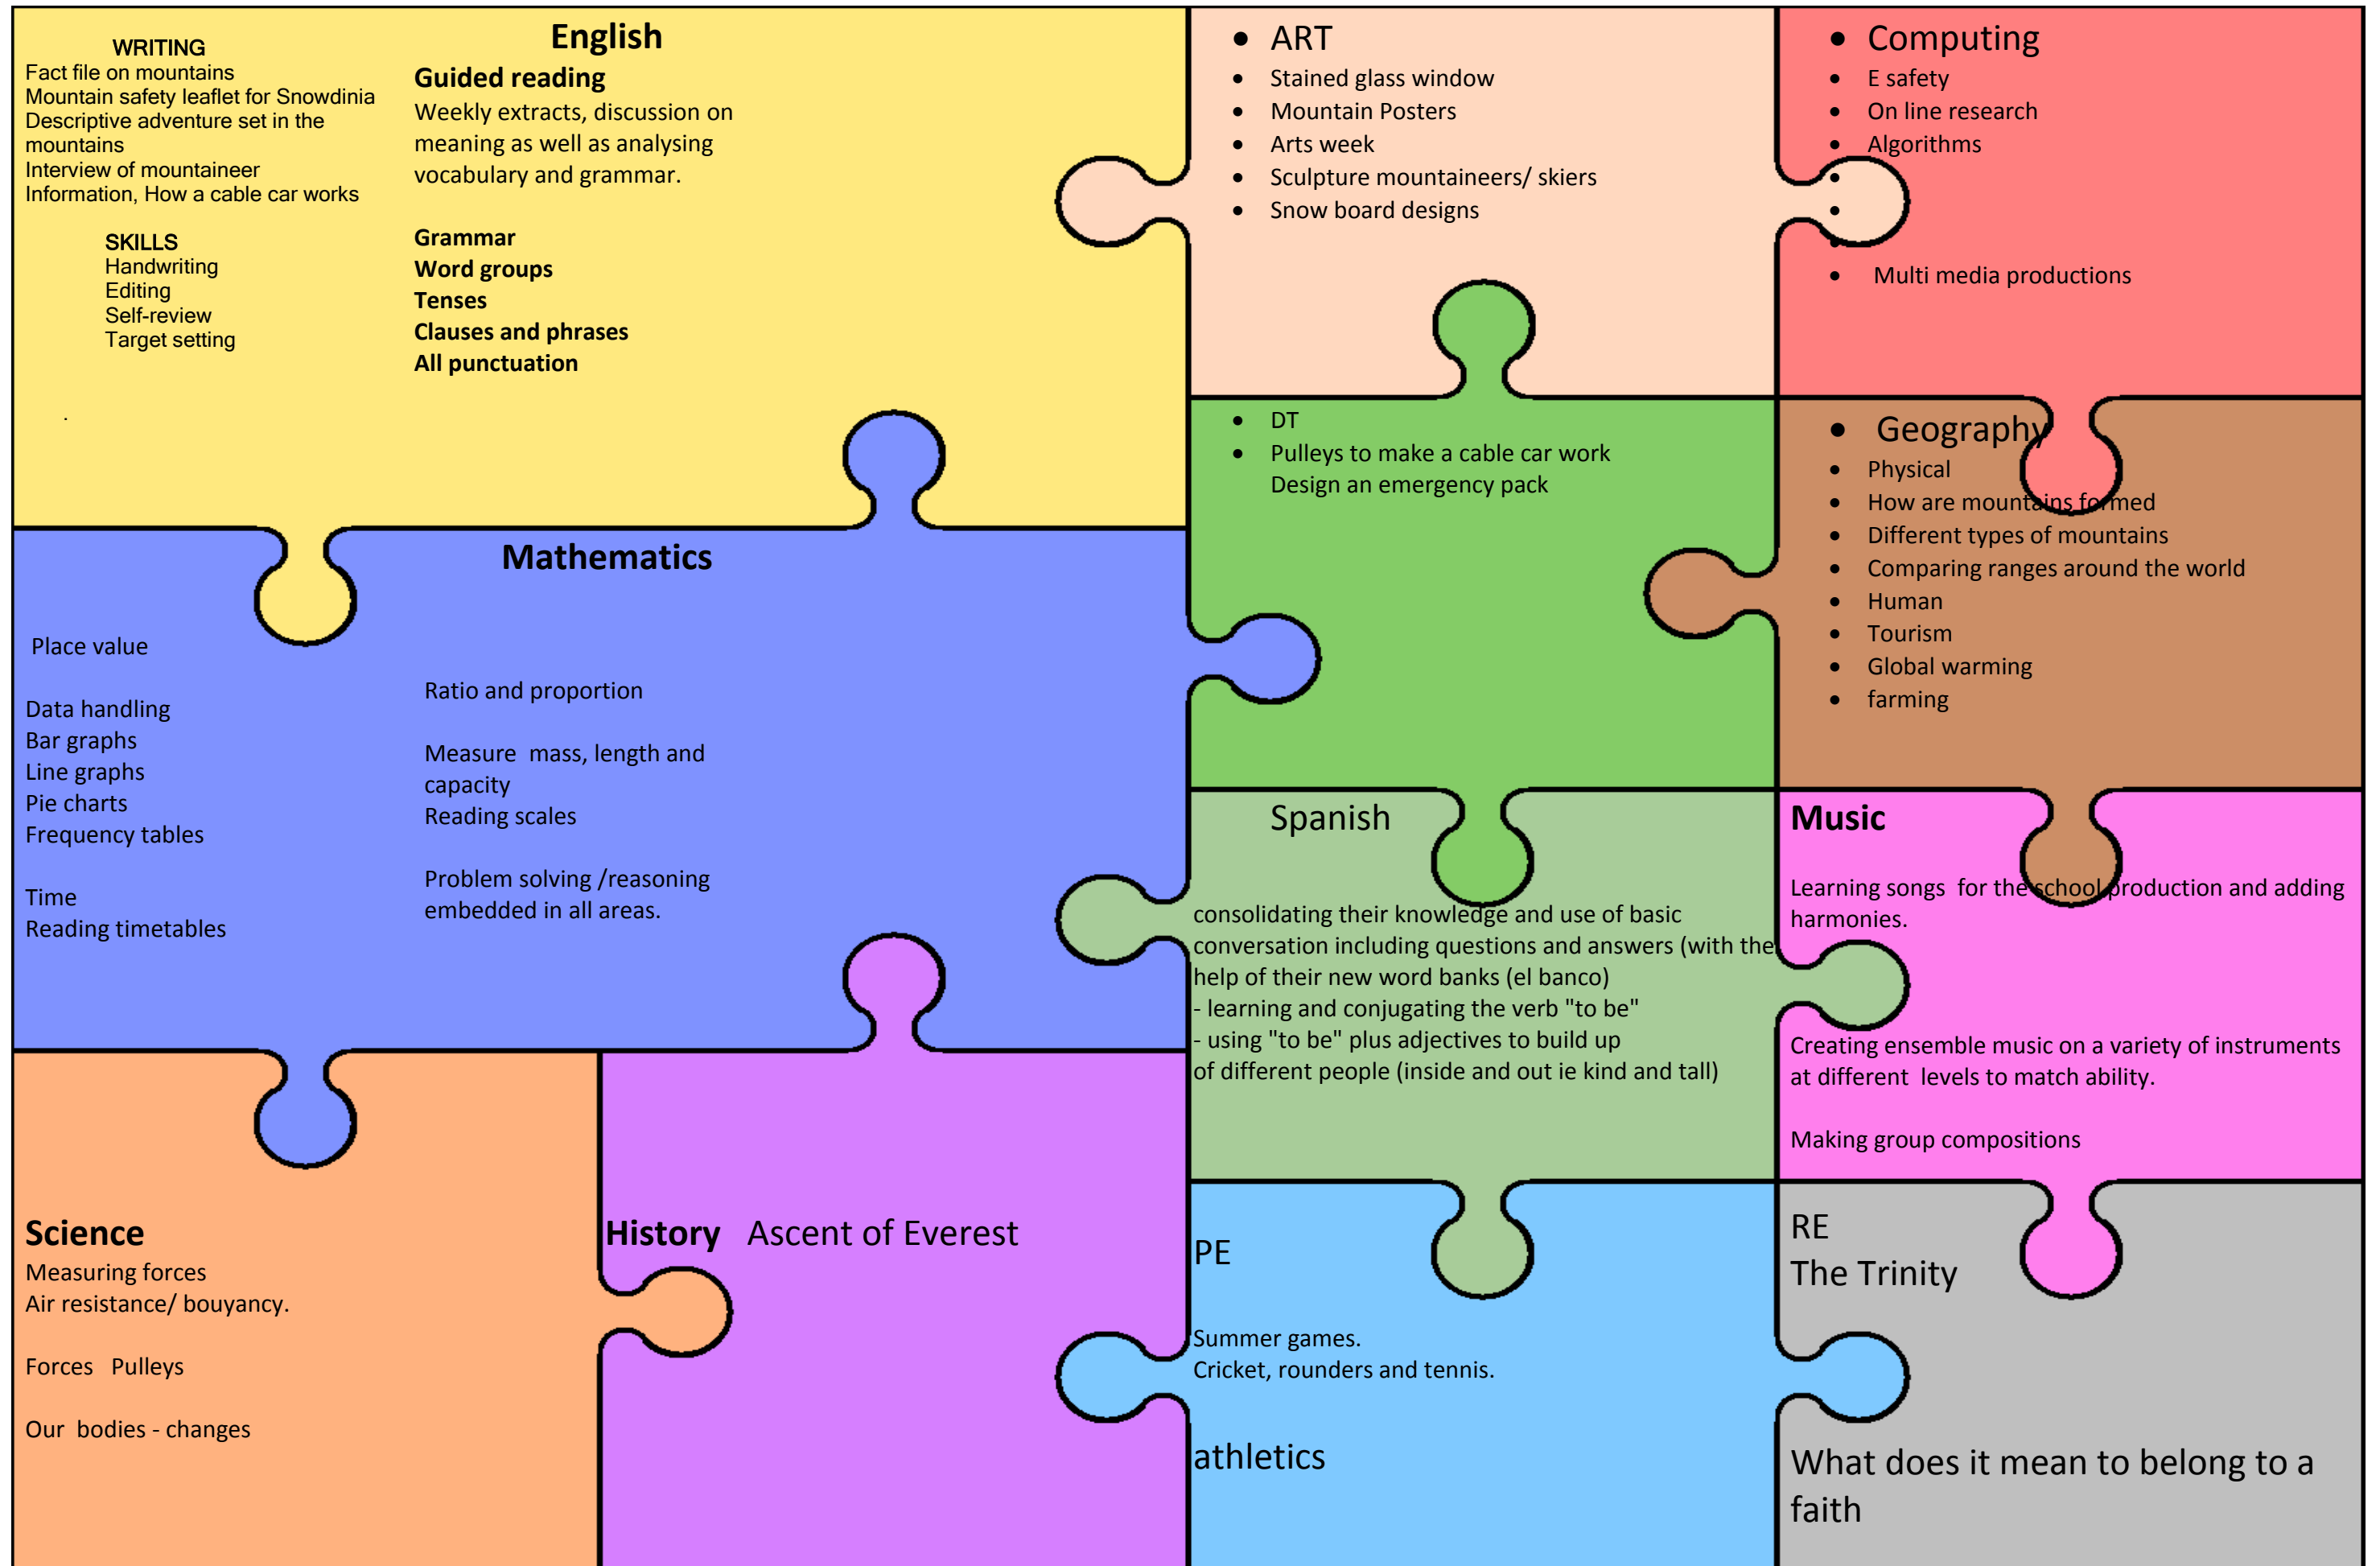 English
WRITING
Fact file on mountains
Mountain safety leaflet for Snowdinia
Descriptive adventure set in the
mountains
Interview of mountaineer
Information, How a cable car works
SKILLS
Handwriting
Editing
Self-review
Target setting
.
Guided reading
Weekly extracts, discussion on
meaning as well as analysing
vocabulary and grammar.
Grammar
Word groups
Tenses
Clauses and phrases
All punctuation
• ART
• Stained glass window
• Mountain Posters
• Arts week
• Sculpture mountaineers/ skiers
• Snow board designs
• Computing
• E safety
• On line research
• Algorithms
•
•
•
• Multi media productions
Mathematics
Place value
Data handling
Bar graphs
Line graphs
Pie charts
Frequency tables
Time
Reading timetables
Ratio and proportion
Measure mass, length and
capacity
Reading scales
Problem solving /reasoning
embedded in all areas.
• DT
• Pulleys to make a cable car work
Design an emergency pack
• Geography
• Physical
• How are mountains formed
• Different types of mountains
• Comparing ranges around the world
• Human
• Tourism
• Global warming
• farming
Spanish
consolidating their knowledge and use of basic
conversation including questions and answers (with the
help of their new word banks (el banco)
- learning and conjugating the verb "to be"
- using "to be" plus adjectives to build up
of different people (inside and out ie kind and tall)
Music
Learning songs for the school production and adding
harmonies.
Creating ensemble music on a variety of instruments
at different levels to match ability.
Making group compositions
Science
Measuring forces
Air resistance/ bouyancy.
Forces Pulleys
Our bodies - changes
History Ascent of Everest
PE
Summer games.
Cricket, rounders and tennis.
athletics
RE
The Trinity
What does it mean to belong to a
faith